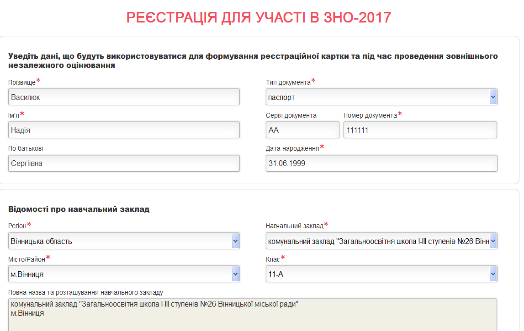 РЕЄСТРАЦІЯ ДЛЯ УЧАСТІ В ЗНО-2017
Уведіть дані, що будуть використовуватися для формування реєстраційної картки та під час проведення зовнішнього
незалежного оцінювання
Прізвище*
Василюк
Тип документа*
паспорт
Ім'я*
Надія
Серія документа
АА
Номер документа*
111111
По батькові
Сергіївна
Дата народження*
31.06.1999
Відомості про навчальний заклад
Регіон*
Вінницька область
Навчальний заклад*
комунальний заклад "Загальноосвітня школа І-ІІІ ступенів №26 Вінн
Місто/Район*
м.Вінниця
Клас*
11-А
Повна назва та розташування навчального закладу
комунальний заклад "Загальноосвітня школа І-ІІІ ступенів №26 Вінницької міської ради"
м.Вінниця